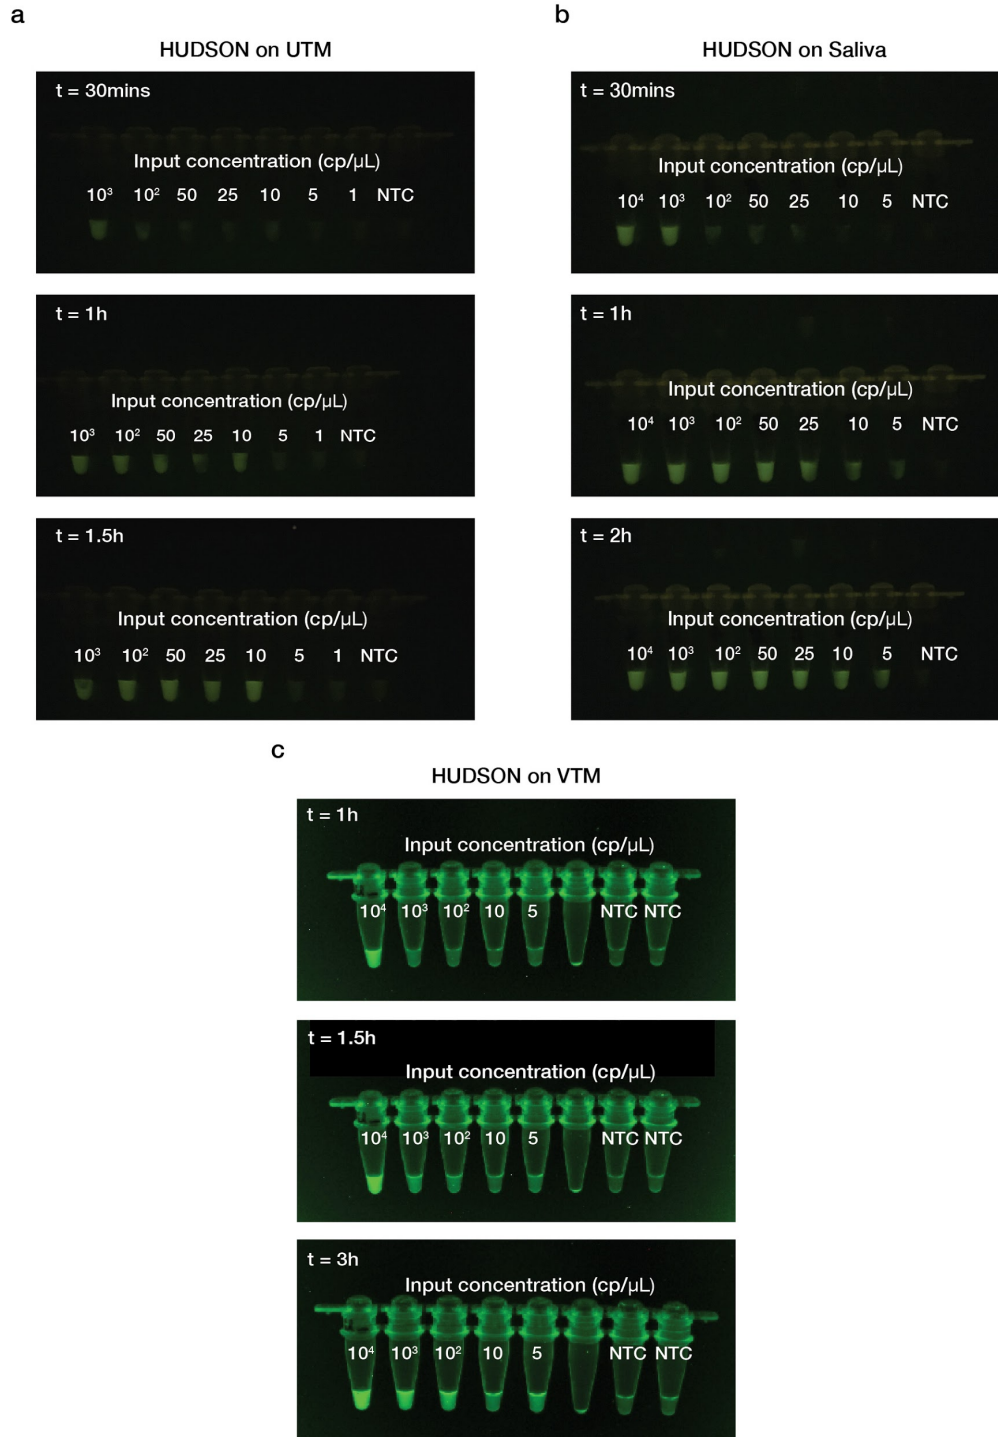 a
HUDSON on UTM
t = 30mins
Input concentration (cp/µL)
10³ 10² 50 25 10 5 1 NTC
t = 1h
Input concentration (cp/µL)
10³ 10² 50 25 10 5 1 NTC
t = 1.5h
Input concentration (cp/µL)
10³ 10² 50 25 10 5 1 NTC
b
HUDSON on Saliva
t = 30mins
Input concentration (cp/µL)
10⁴ 10³ 10² 50 25 10 5 NTC
t = 1h
Input concentration (cp/µL)
10⁴ 10³ 10² 50 25 10 5 NTC
t = 2h
Input concentration (cp/µL)
10⁴ 10³ 10² 50 25 10 5 NTC
c
HUDSON on VTM
t = 1h
Input concentration (cp/µL)
10⁴ 10³ 10² 10 5 NTC NTC
t = 1.5h
Input concentration (cp/µL)
10⁴ 10³ 10² 10 5 NTC NTC
t = 3h
Input concentration (cp/µL)
10⁴ 10³ 10² 10 5 NTC NTC